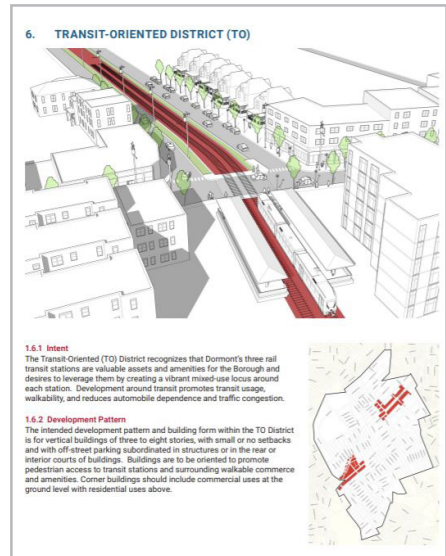 6. TRANSIT-ORIENTED DISTRICT (TO)
1.6.1 Intent
The Transit-Oriented (TO) District recognizes that Dormont's three rail
transit stations are valuable assets and amenities for the Borough and
desires to leverage them by creating a vibrant mixed-use locus around
each station. Development around transit promotes transit usage,
walkability, and reduces automobile dependence and traffic congestion.
1.6.2 Development Pattern
The intended development pattern and building form within the TO District
is for vertical buildings of three to eight stories, with small or no setbacks
and with off-street parking subordinated in structures or in the rear or
interior courts of buildings. Buildings are to be oriented to promote
pedestrian access to transit stations and surrounding walkable commerce
and amenities. Corner buildings should include commercial uses at the
ground level with residential uses above.